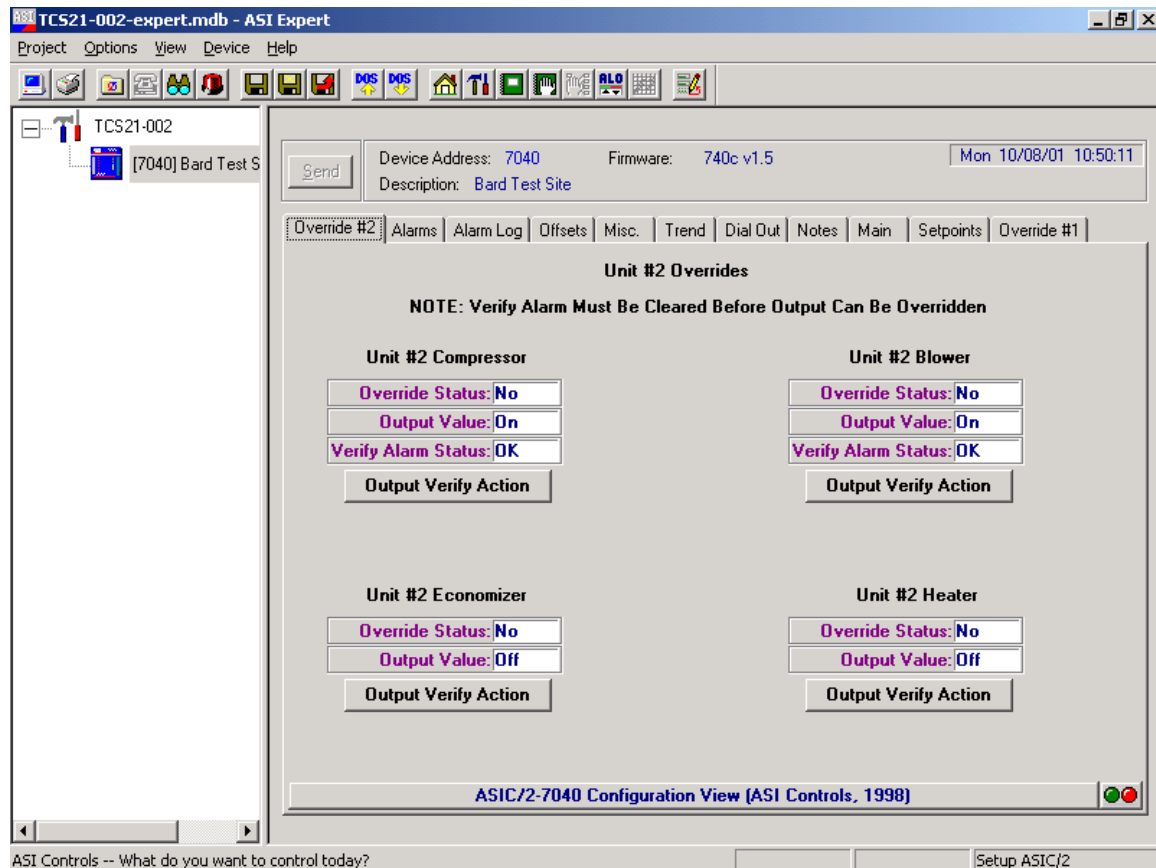 TCS21-002-expert.mdb - ASI Expert
Project Options View Device Help
DOS DOS ALO
TCS21-002
[7040] Bard Test S
Send
Device Address: 7040 Firmware: 740c v1.5 Mon 10/08/01 10:50:11
Description: Bard Test Site
Override #2 Alarms Alarm Log Offsets Misc. Trend Dial Out Notes Main Setpoints Override #1
Unit #2 Overrides
NOTE: Verify Alarm Must Be Cleared Before Output Can Be Overridden
Unit #2 Compressor
Override Status: No
Output Value: On
Verify Alarm Status: OK
Output Verify Action
Unit #2 Blower
Override Status: No
Output Value: On
Verify Alarm Status: OK
Output Verify Action
Unit #2 Economizer
Override Status: No
Output Value: Off
Output Verify Action
Unit #2 Heater
Override Status: No
Output Value: Off
Output Verify Action
ASIC/2-7040 Configuration View (ASI Controls, 1998)
ASI Controls -- What do you want to control today? Setup ASIC/2